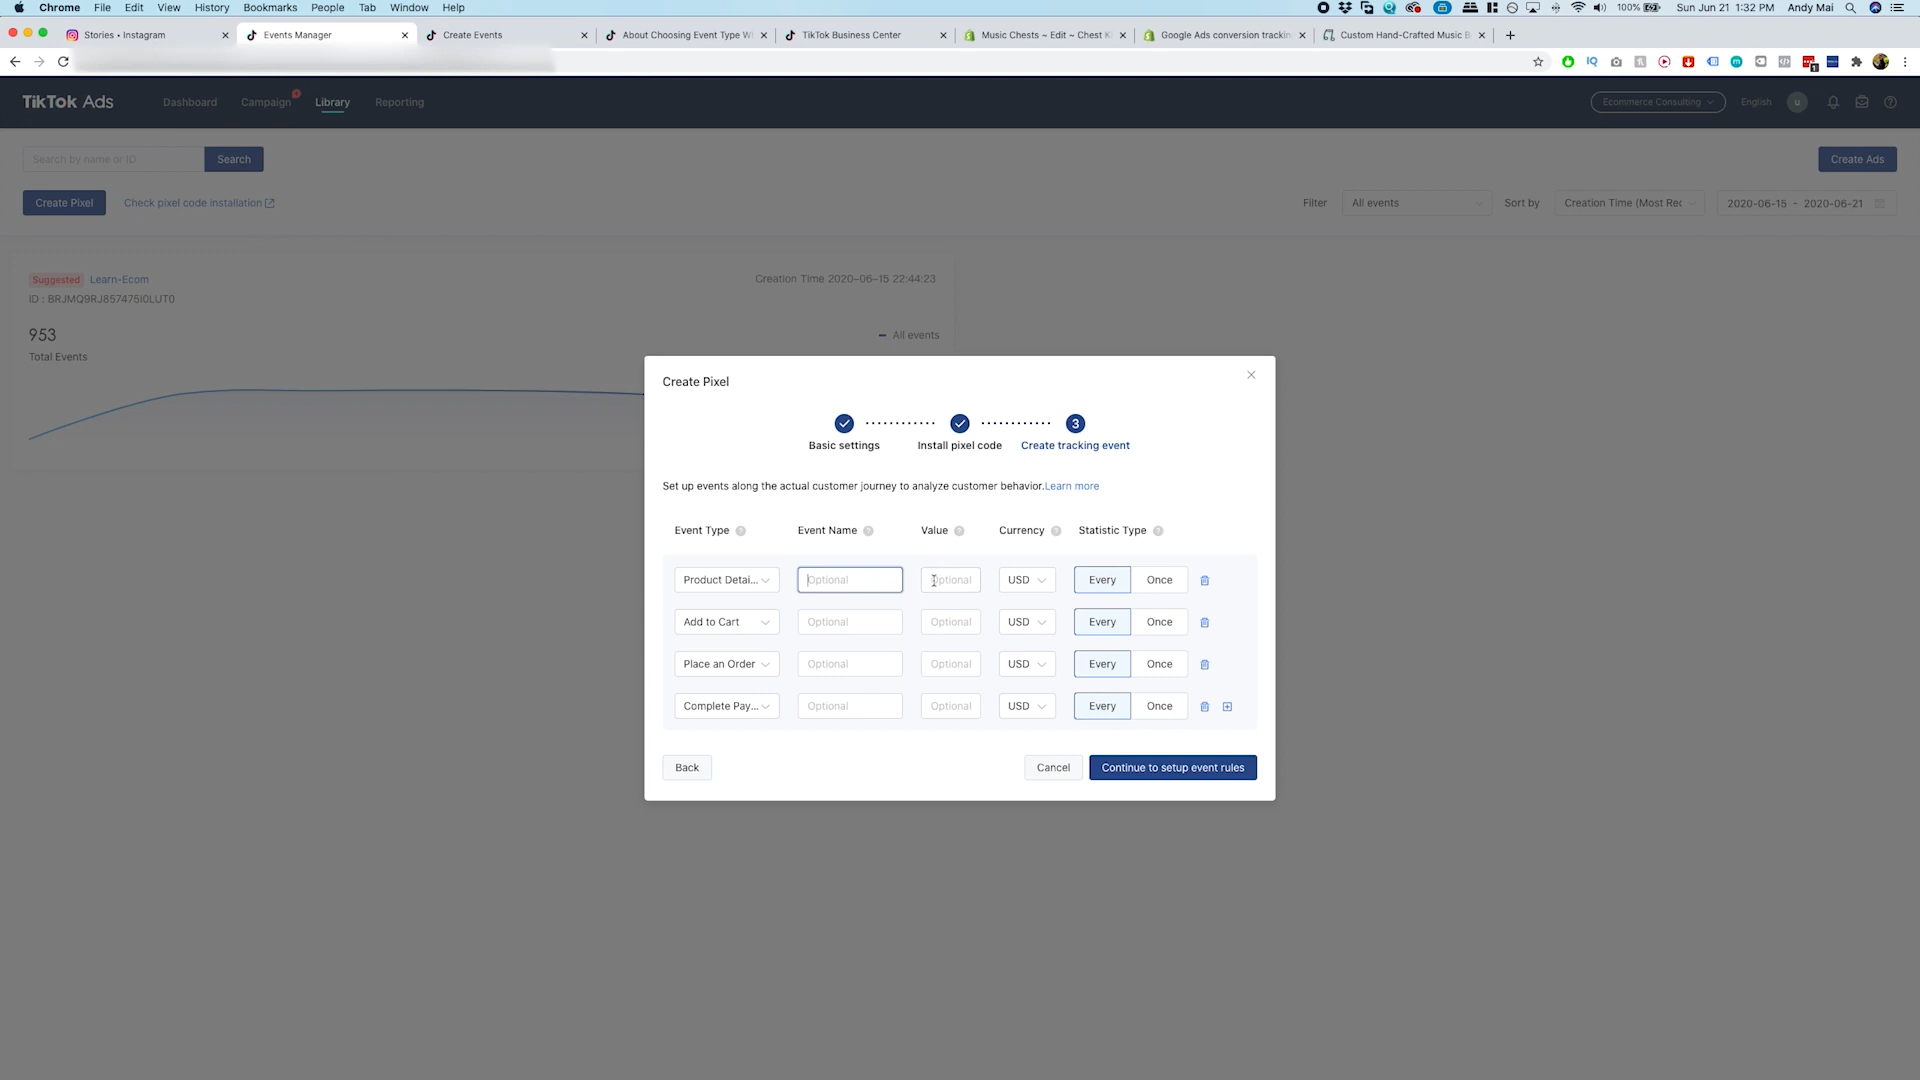 Chrome File Edit View History Bookmarks People Tab Window Help 100% Sun Jun 21 1:32 PM Andy Mai
Stories • Instagram Events Manager Create Events About Choosing Event Type W TikTok Business Center Music Chests ~ Edit ~ Chest K Google Ads conversion trackin Custom Hand-Crafted Music B
TikTok Ads Dashboard Campaign Library Reporting Ecommerce Consulting English u
Search by name or ID Search Create Ads
Create Pixel Check pixel code installation Filter All events Sort by Creation Time (Most Rec 2020-06-15 - 2020-06-21
Suggested Learn-Ecom Creation Time 2020-06-15 22:44:23
953 All events
Total Events
Create Pixel
3
Basic settings Install pixel code Create tracking event
Set up events along the actual customer journey to analyze customer behavior.Learn more
Event Type ? Event Name ? Value ? Currency ? Statistic Type ?
Product Detai... Optional Optional USD Every Once
Add to Cart Optional Optional USD Every Once
Place an Order Optional Optional USD Every Once
Complete Pay... Optional Optional USD Every Once
Back Cancel Continue to setup event rules